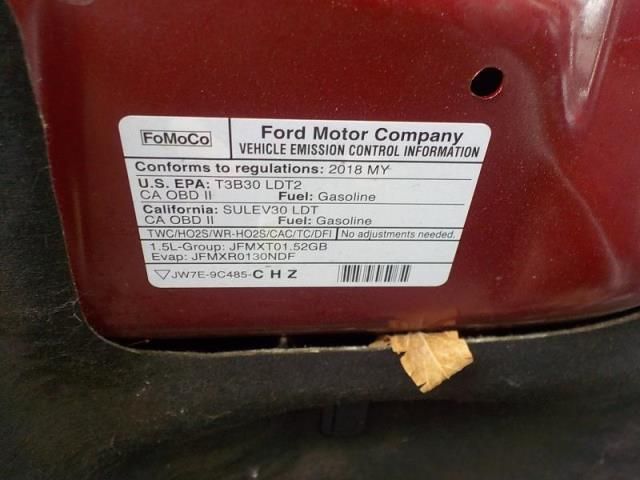 FoMoCo
Ford Motor Company
VEHICLE EMISSION CONTROL INFORMATION
Conforms to regulations: 2018 MY
U.S. EPA: T3B30 LDT2
CA OBD II Fuel: Gasoline
California: SULEV30 LDT
CA OBD II Fuel: Gasoline
TWC/HO2S/WR-HO2S/CAC/TC/DFI No adjustments needed.
1.5L-Group: JFMXT01.52GB
Evap: JFMXR0130NDF
JW7E-9C485-CHZ